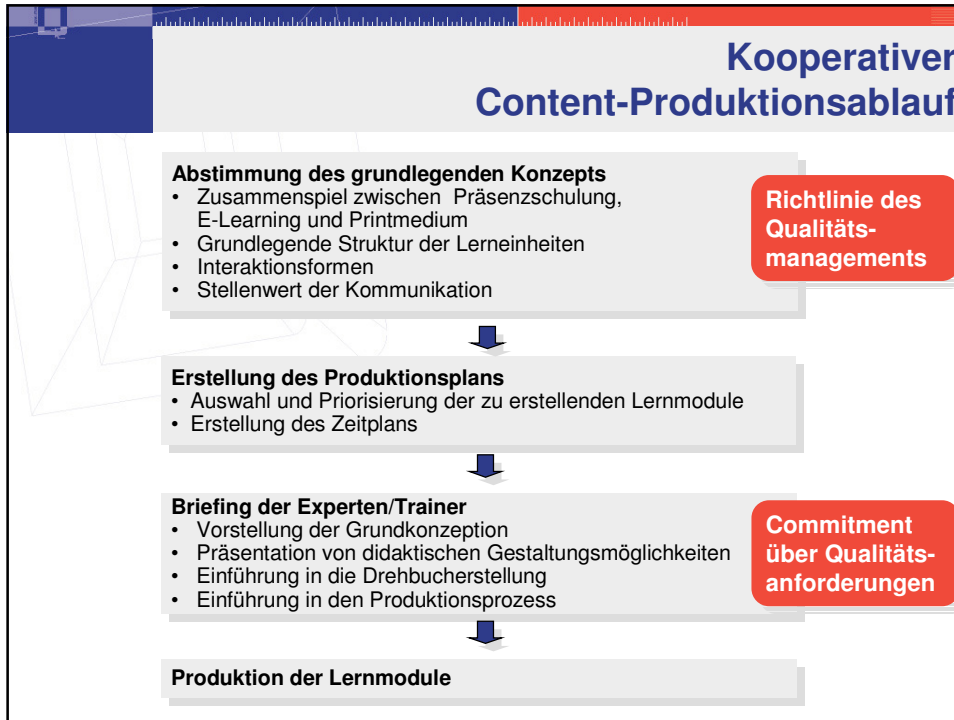 Kooperativer
Content-Produktionsablauf
Abstimmung des grundlegenden Konzepts
• Zusammenspiel zwischen Präsenzschulung,
E-Learning und Printmedium
• Grundlegende Struktur der Lerneinheiten
• Interaktionsformen
• Stellenwert der Kommunikation
Richtlinie des
Qualitäts-
managements
Erstellung des Produktionsplans
• Auswahl und Priorisierung der zu erstellenden Lernmodule
• Erstellung des Zeitplans
Briefing der Experten/Trainer
• Vorstellung der Grundkonzeption
• Präsentation von didaktischen Gestaltungsmöglichkeiten
• Einführung in die Drehbucherstellung
• Einführung in den Produktionsprozess
Commitment
über Qualitäts-
anforderungen
Produktion der Lernmodule